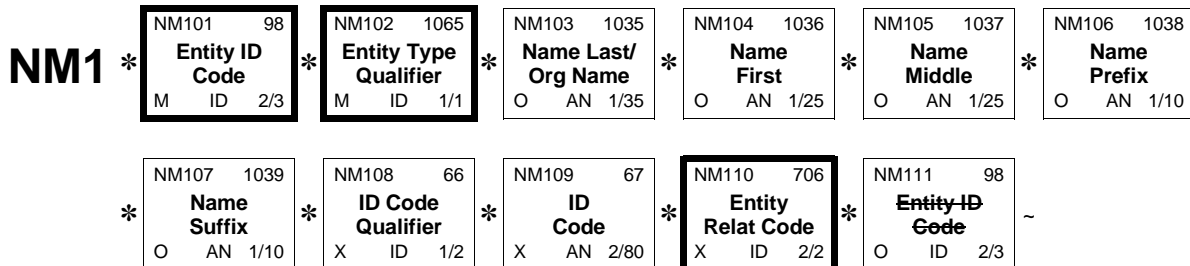 NM101 98 NM102 1065 NM103 1035 NM104 1036 NM105 1037 NM106 1038
NM1 * Entity ID * Entity Type * Name Last/ * Name * Name * Name
Code Qualifier Org Name First Middle Prefix
M ID 2/3 M ID 1/1 O AN 1/35 O AN 1/25 O AN 1/25 O AN 1/10
NM107 1039 NM108 66 NM109 67 NM110 706 NM111 98
* Name * ID Code * ID * Entity * Entity ID ~
Suffix Qualifier Code Relat Code Code
O AN 1/10 X ID 1/2 X AN 2/80 X ID 2/2 O ID 2/3